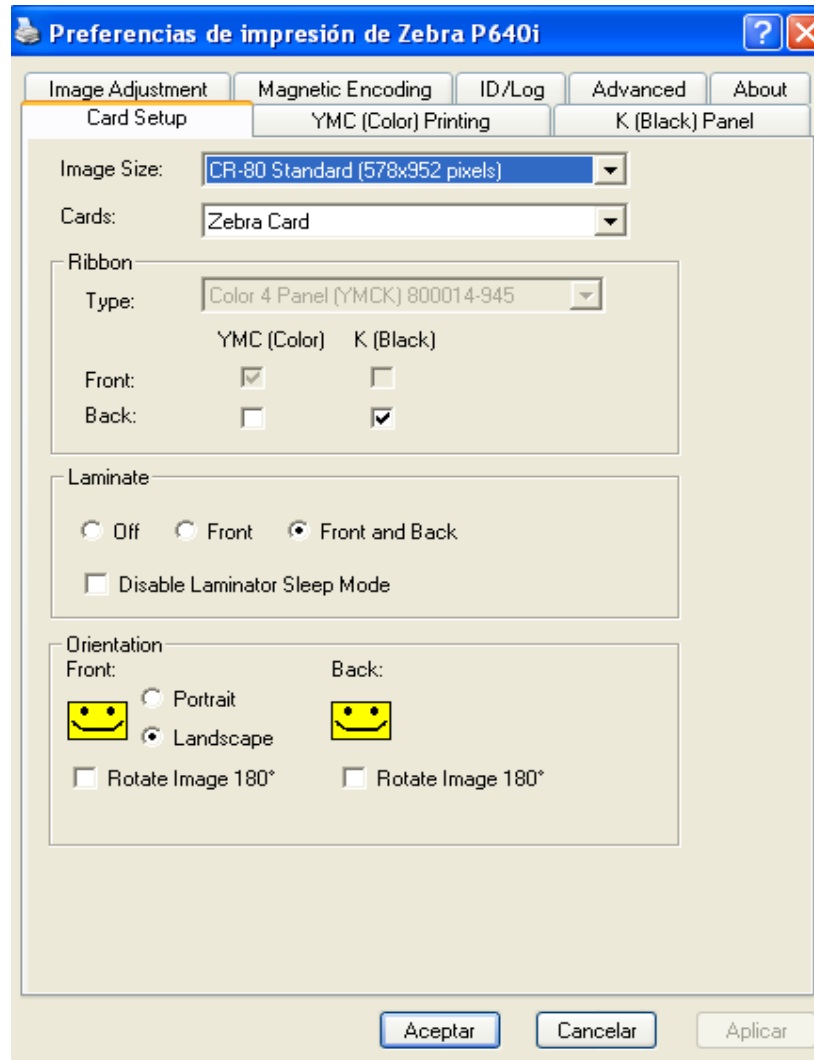 Preferencias de impresión de Zebra P640i
Image Adjustment Magnetic Encoding ID/Log Advanced About
Card Setup YMC (Color) Printing K (Black) Panel
Image Size: CR-80 Standard (578x952 pixels)
Cards: Zebra Card
Ribbon
Type: Color 4 Panel (YMCK) 800014-945
YMC (Color) K (Black)
Front:
Back:
Laminate
Off Front Front and Back
Disable Laminator Sleep Mode
Orientation
Front: Back:
Portrait
Landscape
Rotate Image 180° Rotate Image 180°
Aceptar Cancelar Aplicar